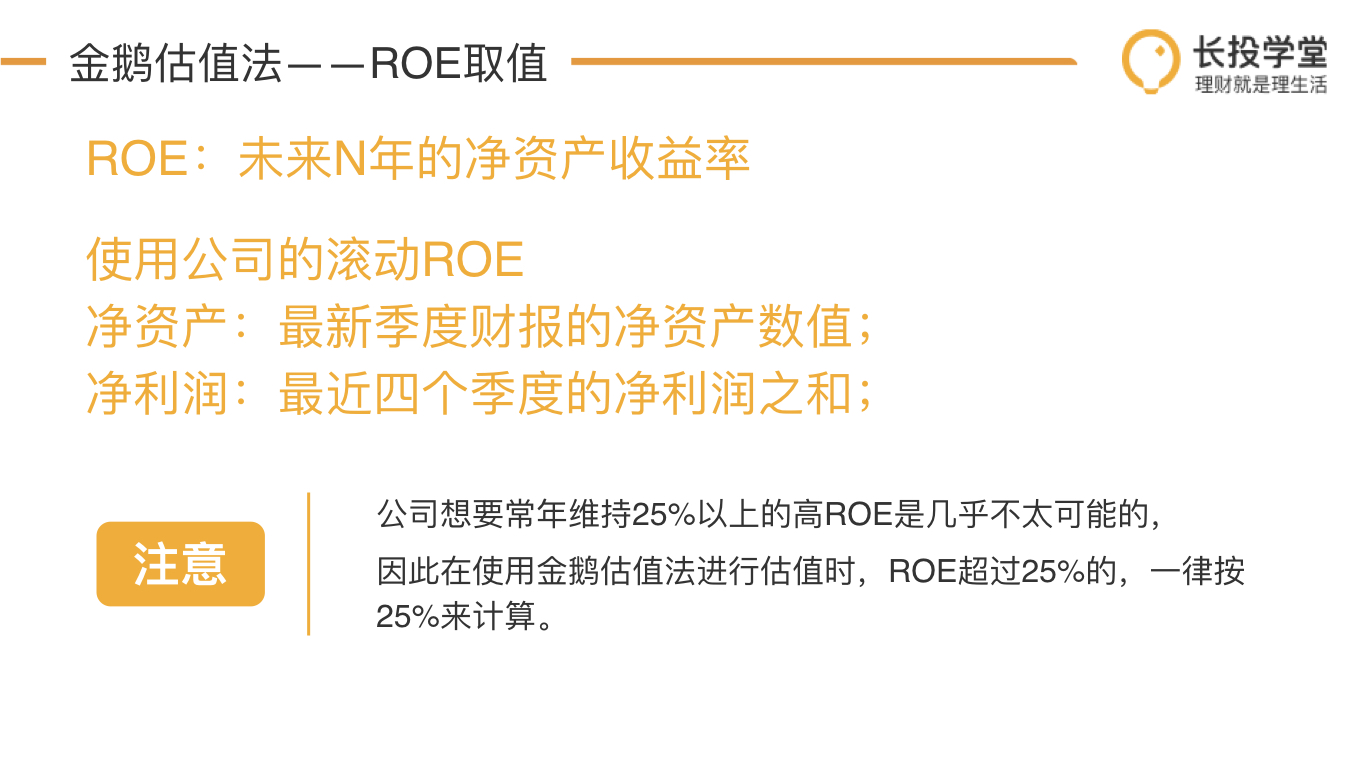 金鹅估值法——ROE取值
长投学堂
理财就是理生活
ROE：未来N年的净资产收益率
使用公司的滚动ROE
净资产：最新季度财报的净资产数值；
净利润：最近四个季度的净利润之和；
注意
公司想要常年维持25%以上的高ROE是几乎不太可能的，
因此在使用金鹅估值法进行估值时，ROE超过25%的，一律按
25%来计算。